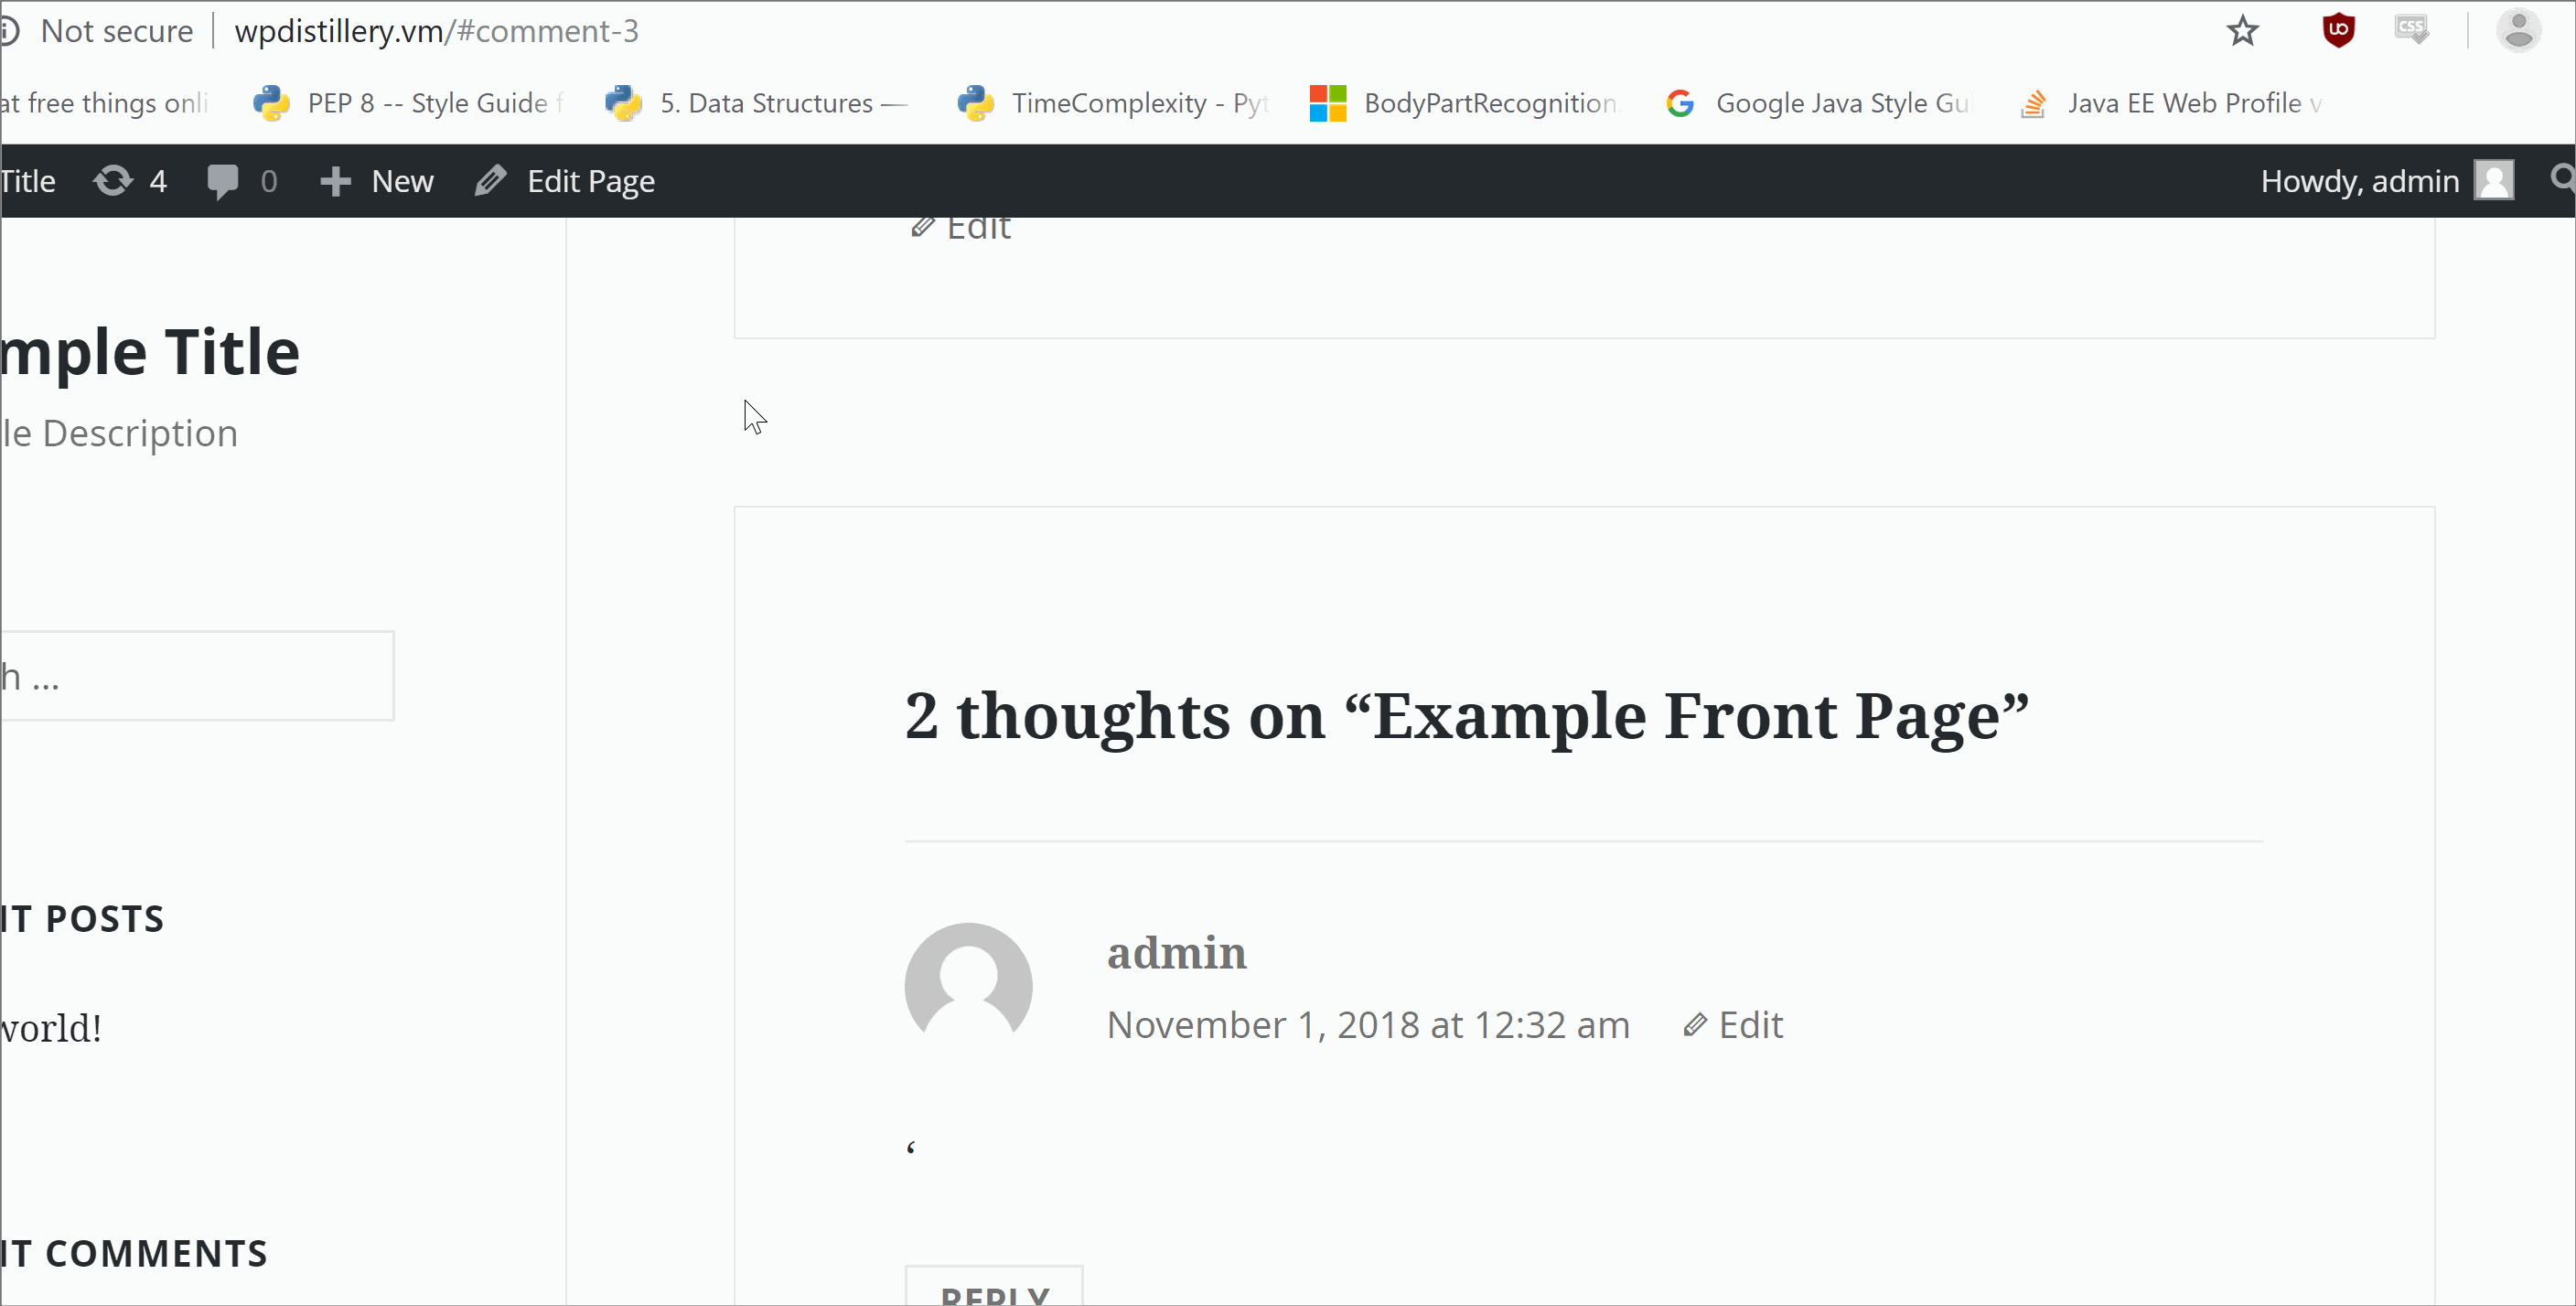 Not secure wpdistillery.vm/#comment-3
at free things onli PEP 8 -- Style Guide f 5. Data Structures — TimeComplexity - Pyt BodyPartRecognition. Google Java Style Gui Java EE Web Profile v
Title 4 0 New Edit Page Howdy, admin
Edit
mple Title
le Description
h ...
2 thoughts on “Example Front Page”
admin
IT POSTS
November 1, 2018 at 12:32 am Edit
world!
‘
IT COMMENTS
REPLY